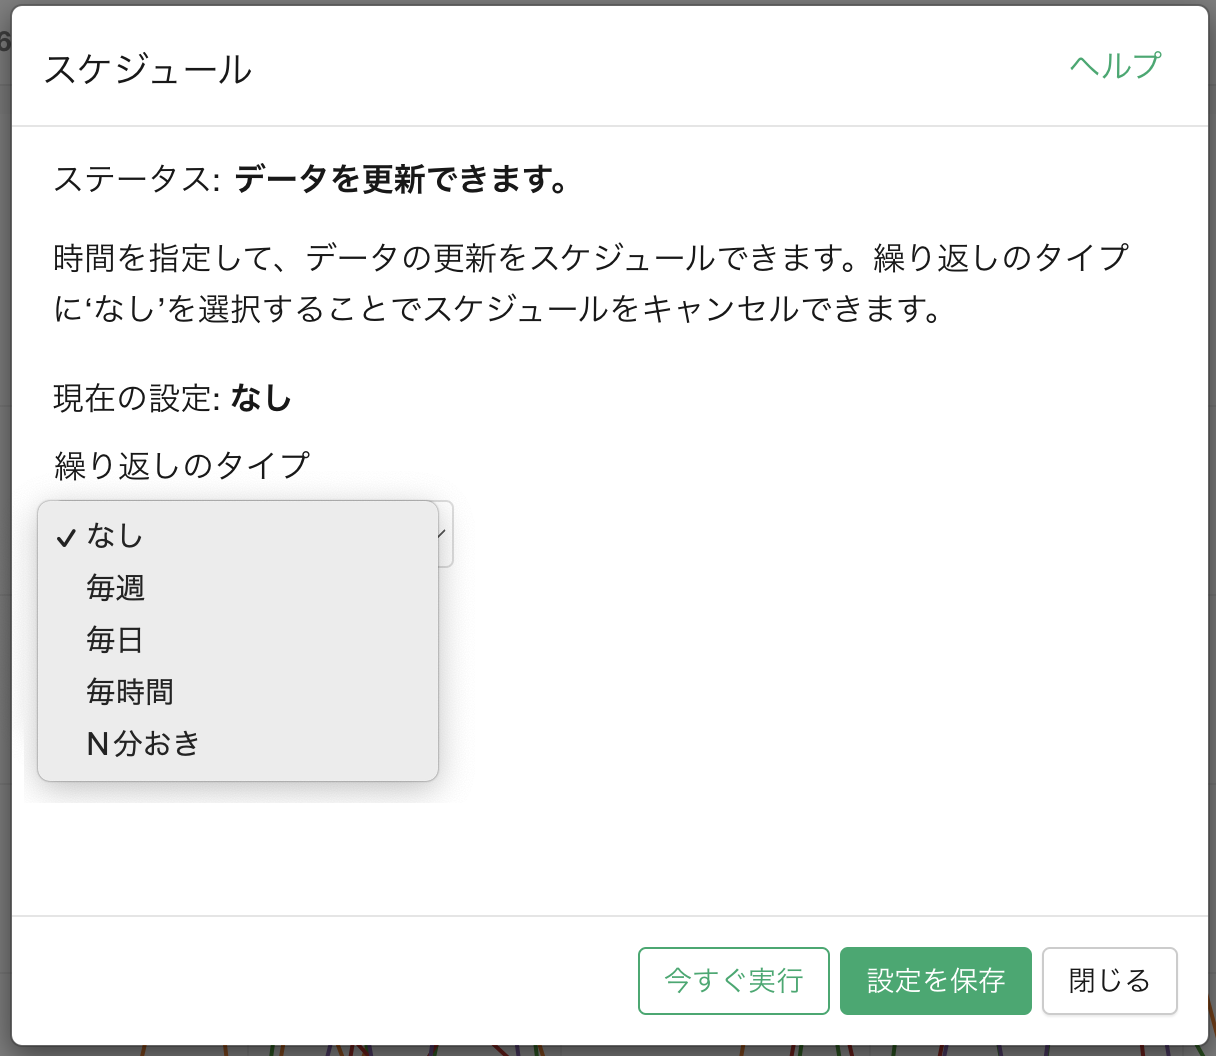 スケジュール
ヘルプ
ステータス: データを更新できます。
時間を指定して、データの更新をスケジュールできます。繰り返しのタイプ
に‘なし’を選択することでスケジュールをキャンセルできます。
現在の設定: なし
繰り返しのタイプ
なし
毎週
毎日
毎時間
N分おき
今すぐ実行
設定を保存
閉じる